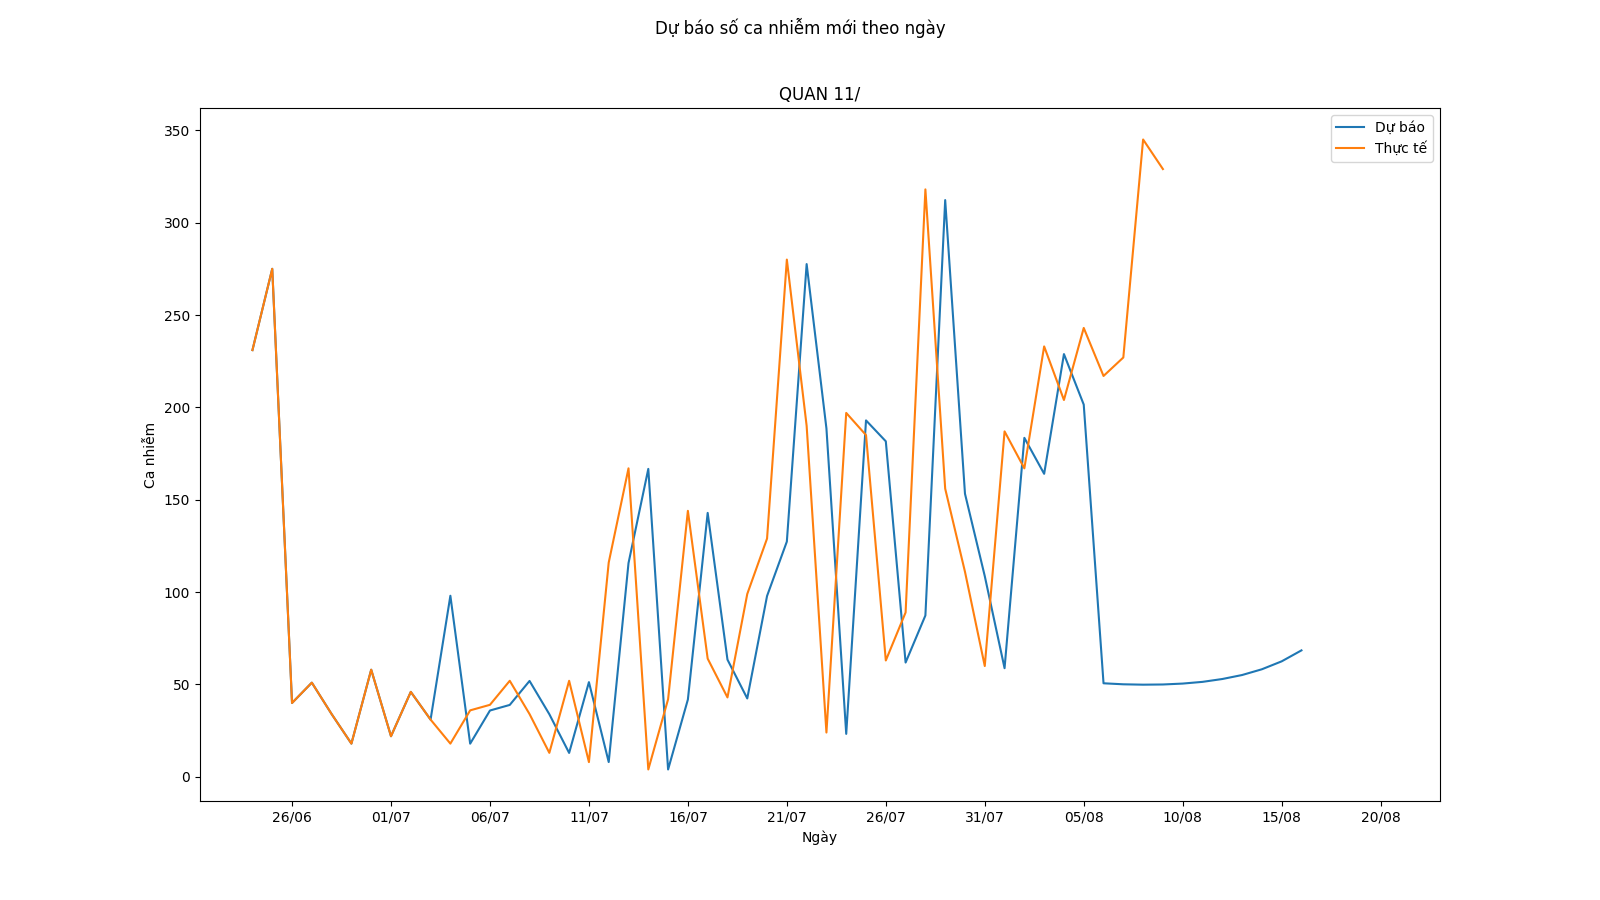 Dự báo số ca nhiễm mới theo ngày
QUAN 11/
Dự báo
Thực tế
350
300
250
200
150
100
50
0
Ca nhiễm
26/06 01/07 06/07 11/07 16/07 21/07 26/07 31/07 05/08 10/08 15/08 20/08
Ngày